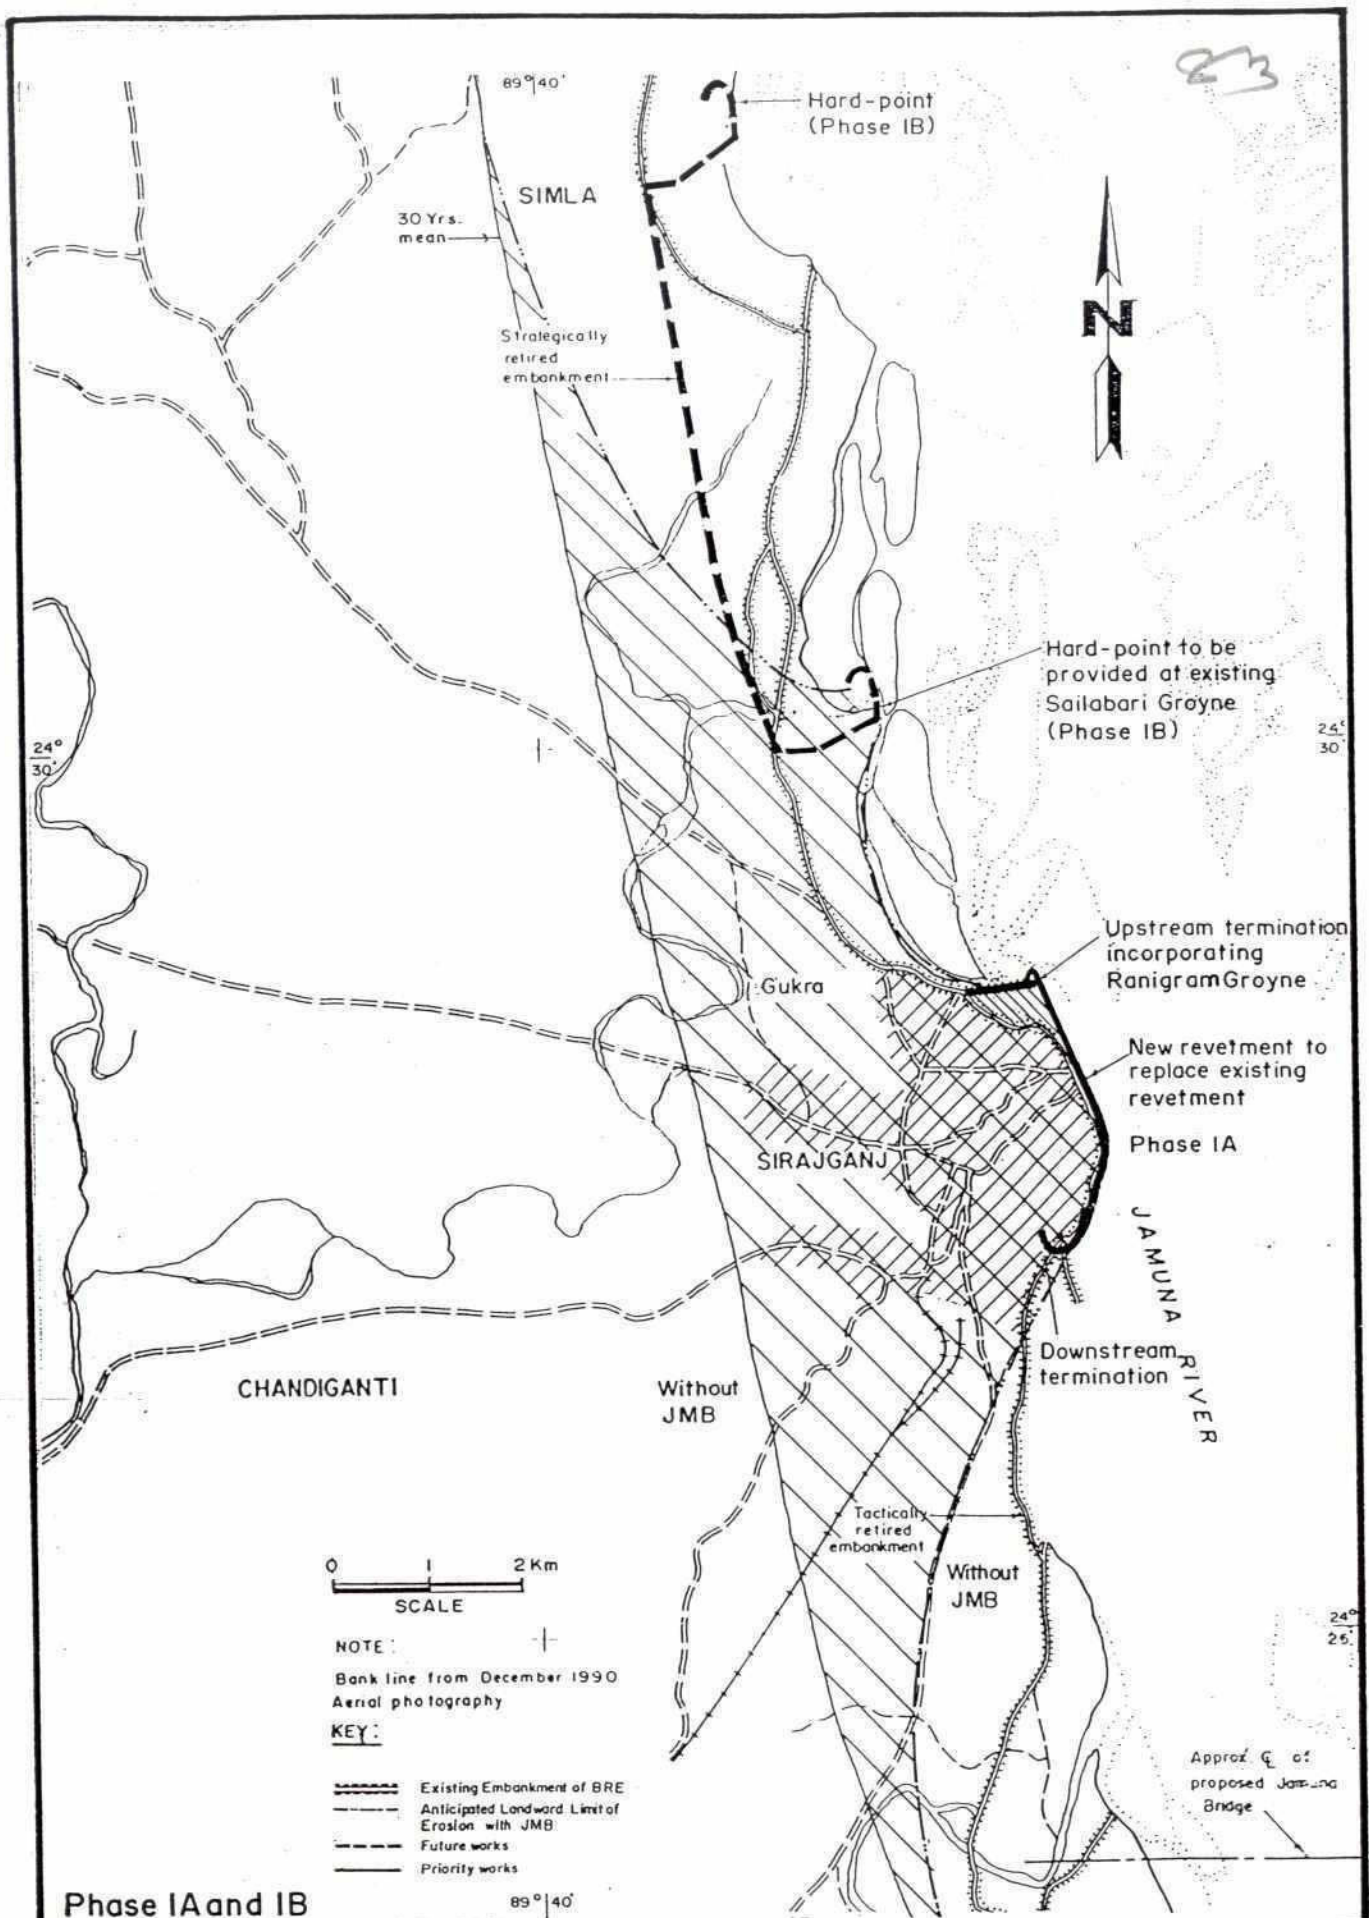 89° 40'
Hard-point
(Phase IB)
SIMLA
30 Yrs.
mean
N
Strategically
retired
embankment
Hard-point to be
provided at existing
Sailabari Groyne
(Phase IB)
24°
30'
24°
30'
Upstream termination
incorporating
Ranigram Groyne
Gukra
New revetment to
replace existing
revetment
Phase IA
SIRAJGANJ
JAMUNA RIVER
Downstream
termination
CHANDIGANTI
Without
JMB
Tactically
retired
embankment
Without
JMB
0 1 2 Km
SCALE
24°
25'
NOTE :
Bank line from December 1990
Aerial photography
KEY :
Approx. ℄ of
proposed Jamuna
Bridge
Existing Embankment of BRE
Anticipated Landward Limit of
Erosion with JMB
Future works
Priority works
Phase IA and IB
89° 40'